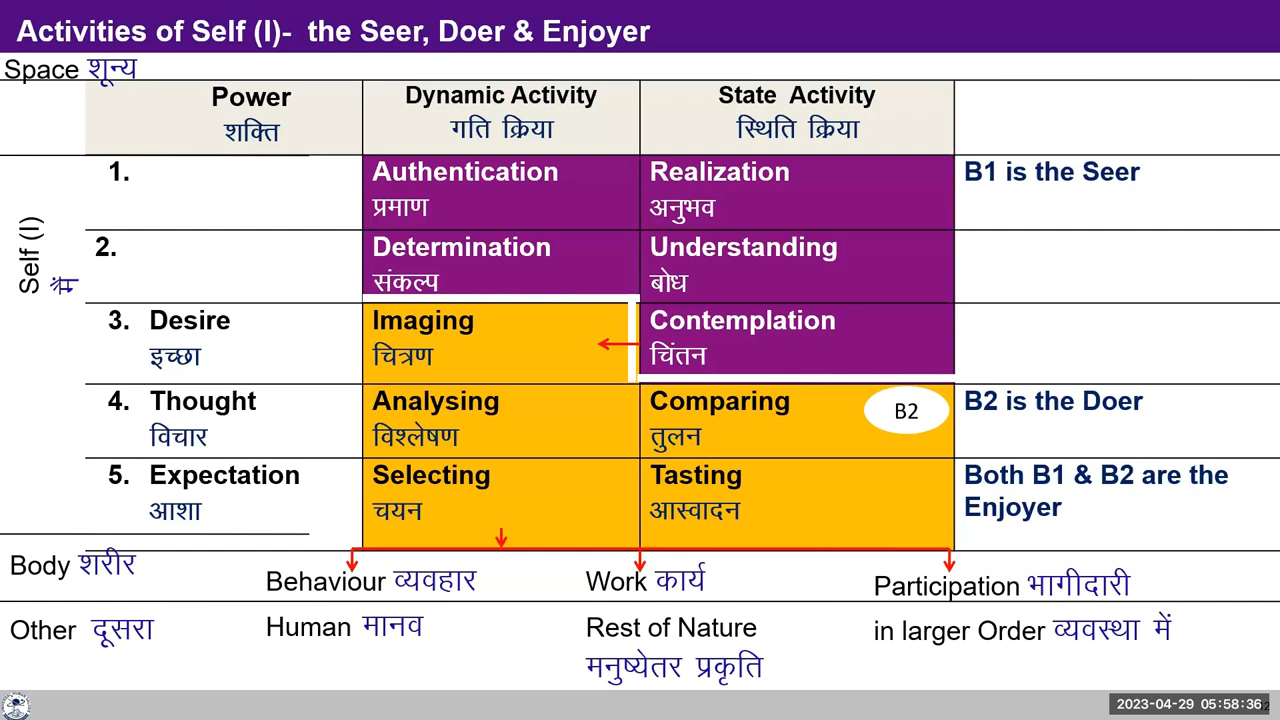 Activities of Self (I)-  the Seer, Doer & Enjoyer
Space शून्य
Power
Dynamic Activity
State  Activity
शक्ति
गति क्रिया
स्थिति क्रिया
Self (I)
मैं
1.
Authentication
Realization
B1 is the Seer
प्रमाण
अनुभव
2.
Determination
Understanding
संकल्प
बोध
3. Desire
Imaging
Contemplation
इच्छा
चित्रण
चिंतन
4. Thought
Analysing
Comparing
B2
B2 is the Doer
विचार
विश्लेषण
तुलन
5. Expectation
Selecting
Tasting
Both B1 & B2 are the
Enjoyer
आशा
चयन
आस्वादन
Body शरीर
Behaviour व्यवहार
Work कार्य
Participation भागीदारी
Other दूसरा
Human मानव
Rest of Nature
in larger Order व्यवस्था में
मनुष्येतर प्रकृति
2023-04-29 05:58:36